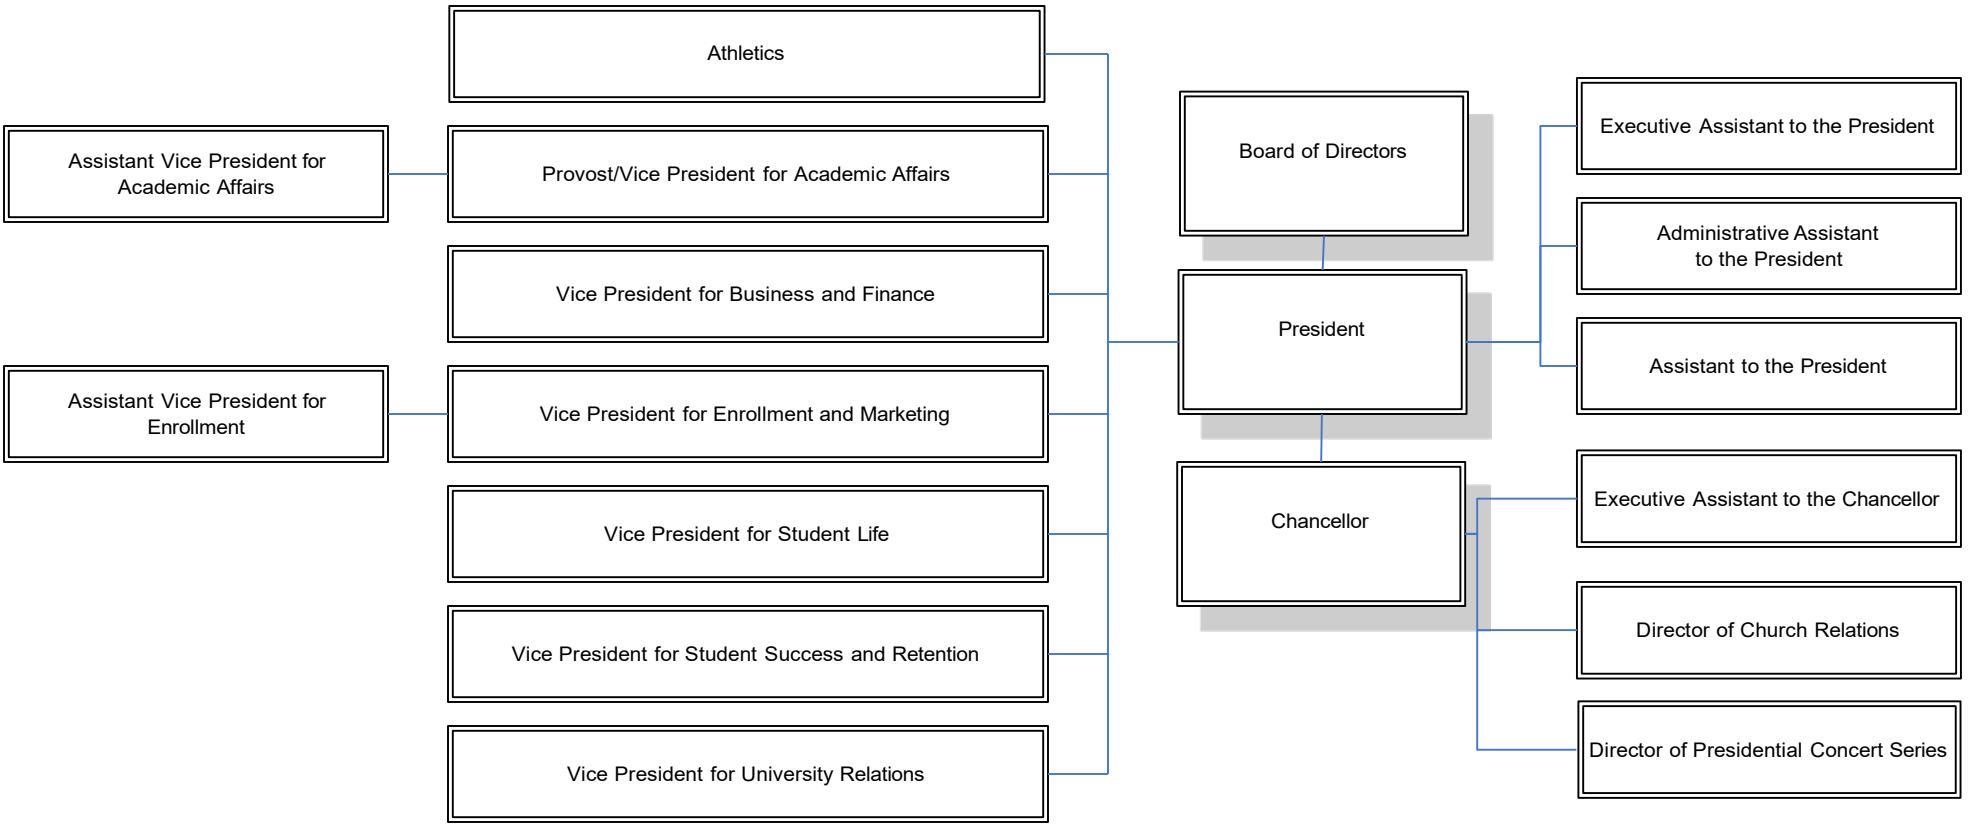 Athletics
Assistant Vice President for
Academic Affairs
Provost/Vice President for Academic Affairs
Vice President for Business and Finance
Assistant Vice President for
Enrollment
Vice President for Enrollment and Marketing
Vice President for Student Life
Vice President for Student Success and Retention
Vice President for University Relations
Board of Directors
President
Chancellor
Executive Assistant to the President
Administrative Assistant
to the President
Assistant to the President
Executive Assistant to the Chancellor
Director of Church Relations
Director of Presidential Concert Series